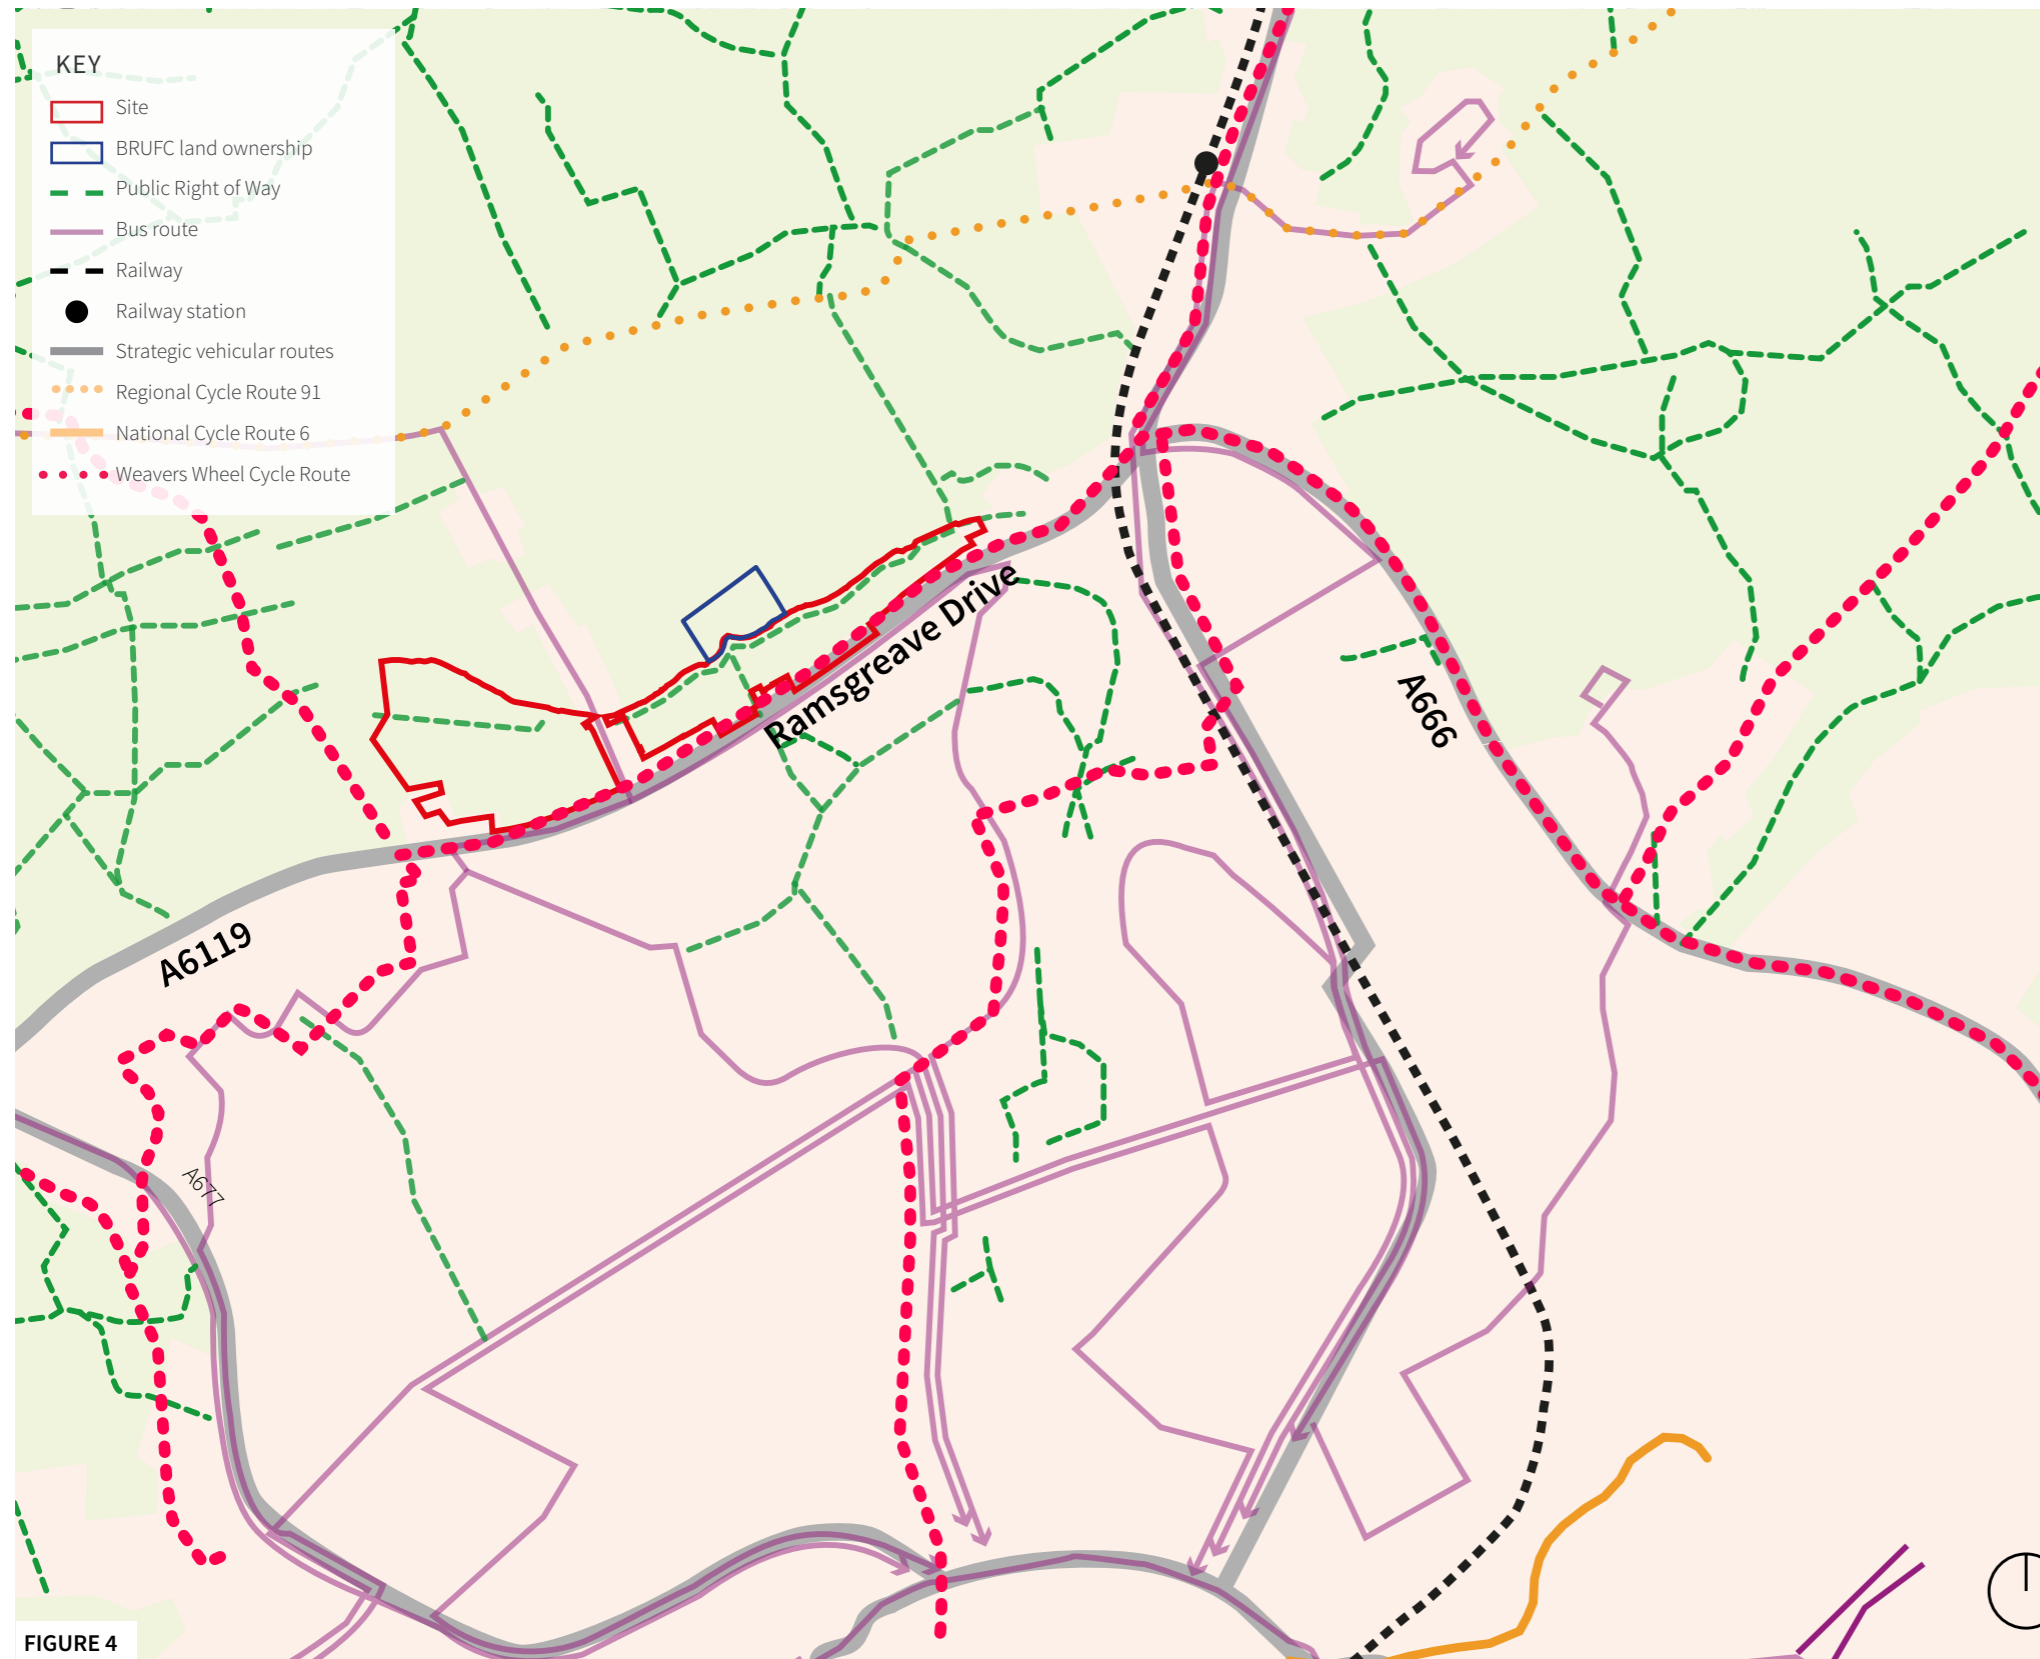 KEY
Site
BRUFC land ownership
Public Right of Way
Bus route
Railway
Railway station
Strategic vehicular routes
Regional Cycle Route 91
National Cycle Route 6
Weavers Wheel Cycle Route
Ramsgreave Drive
A666
A6119
A677
FIGURE 4